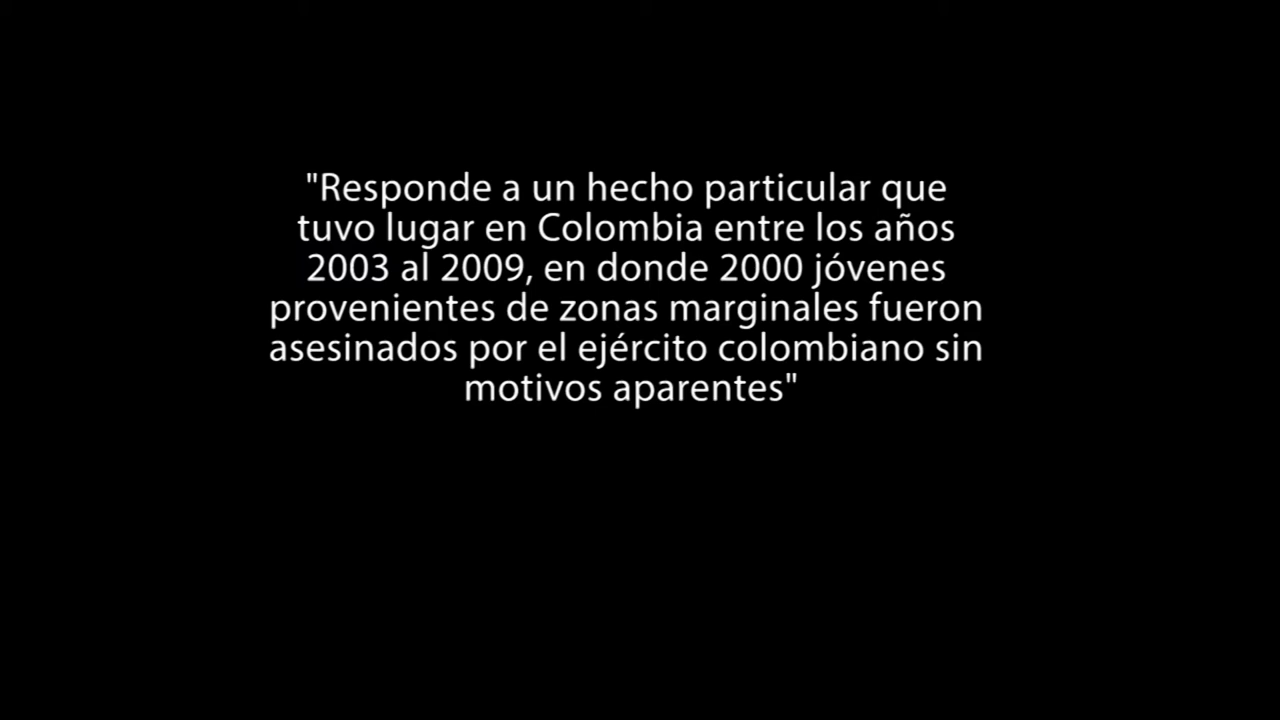 "Responde a un hecho particular que
tuvo lugar en Colombia entre los años
2003 al 2009, en donde 2000 jóvenes
provenientes de zonas marginales fueron
asesinados por el ejército colombiano sin
motivos aparentes"